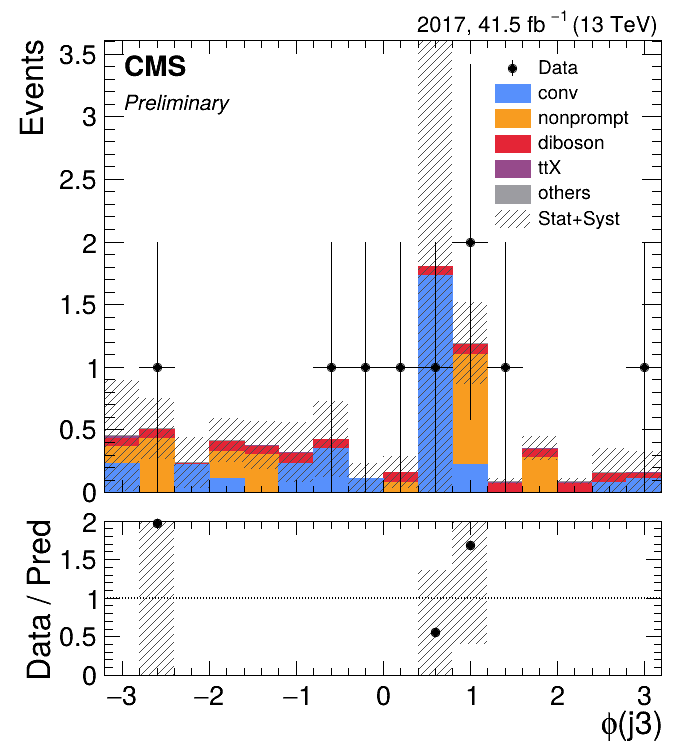 2017, 41.5 fb⁻¹ (13 TeV)
Events
CMS
Preliminary
Data
conv
nonprompt
diboson
ttX
others
Stat+Syst
3.5
3
2.5
2
1.5
1
0.5
0
Data / Pred
2
1.5
1
0.5
0
−3 −2 −1 0 1 2 3
ϕ(j3)